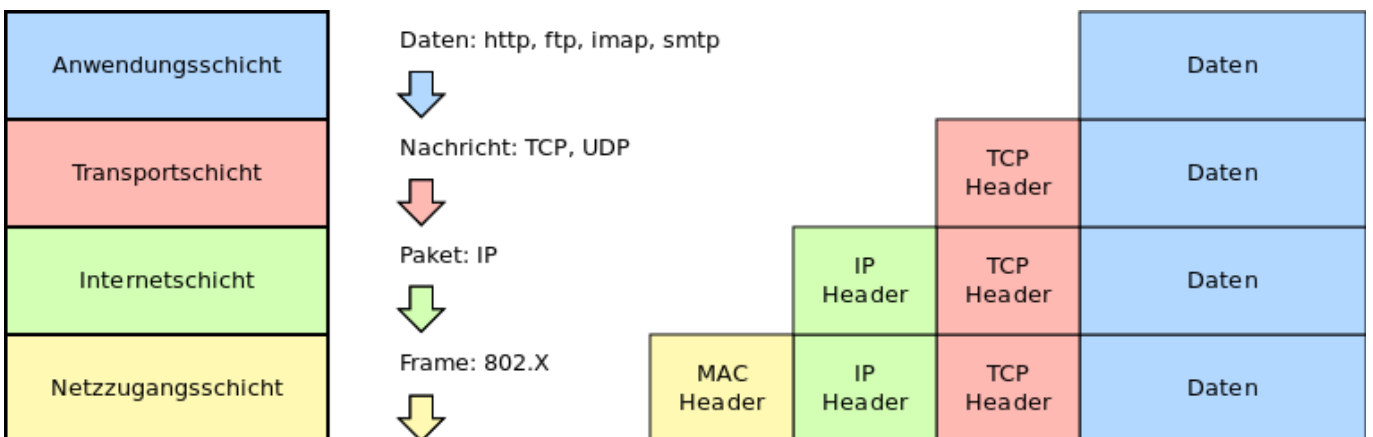 Anwendungsschicht
Daten: http, ftp, imap, smtp
Daten
Transportschicht
Nachricht: TCP, UDP
TCP
Header
Daten
Internetschicht
Paket: IP
IP
Header
TCP
Header
Daten
Netzzugangsschicht
Frame: 802.X
MAC
Header
IP
Header
TCP
Header
Daten